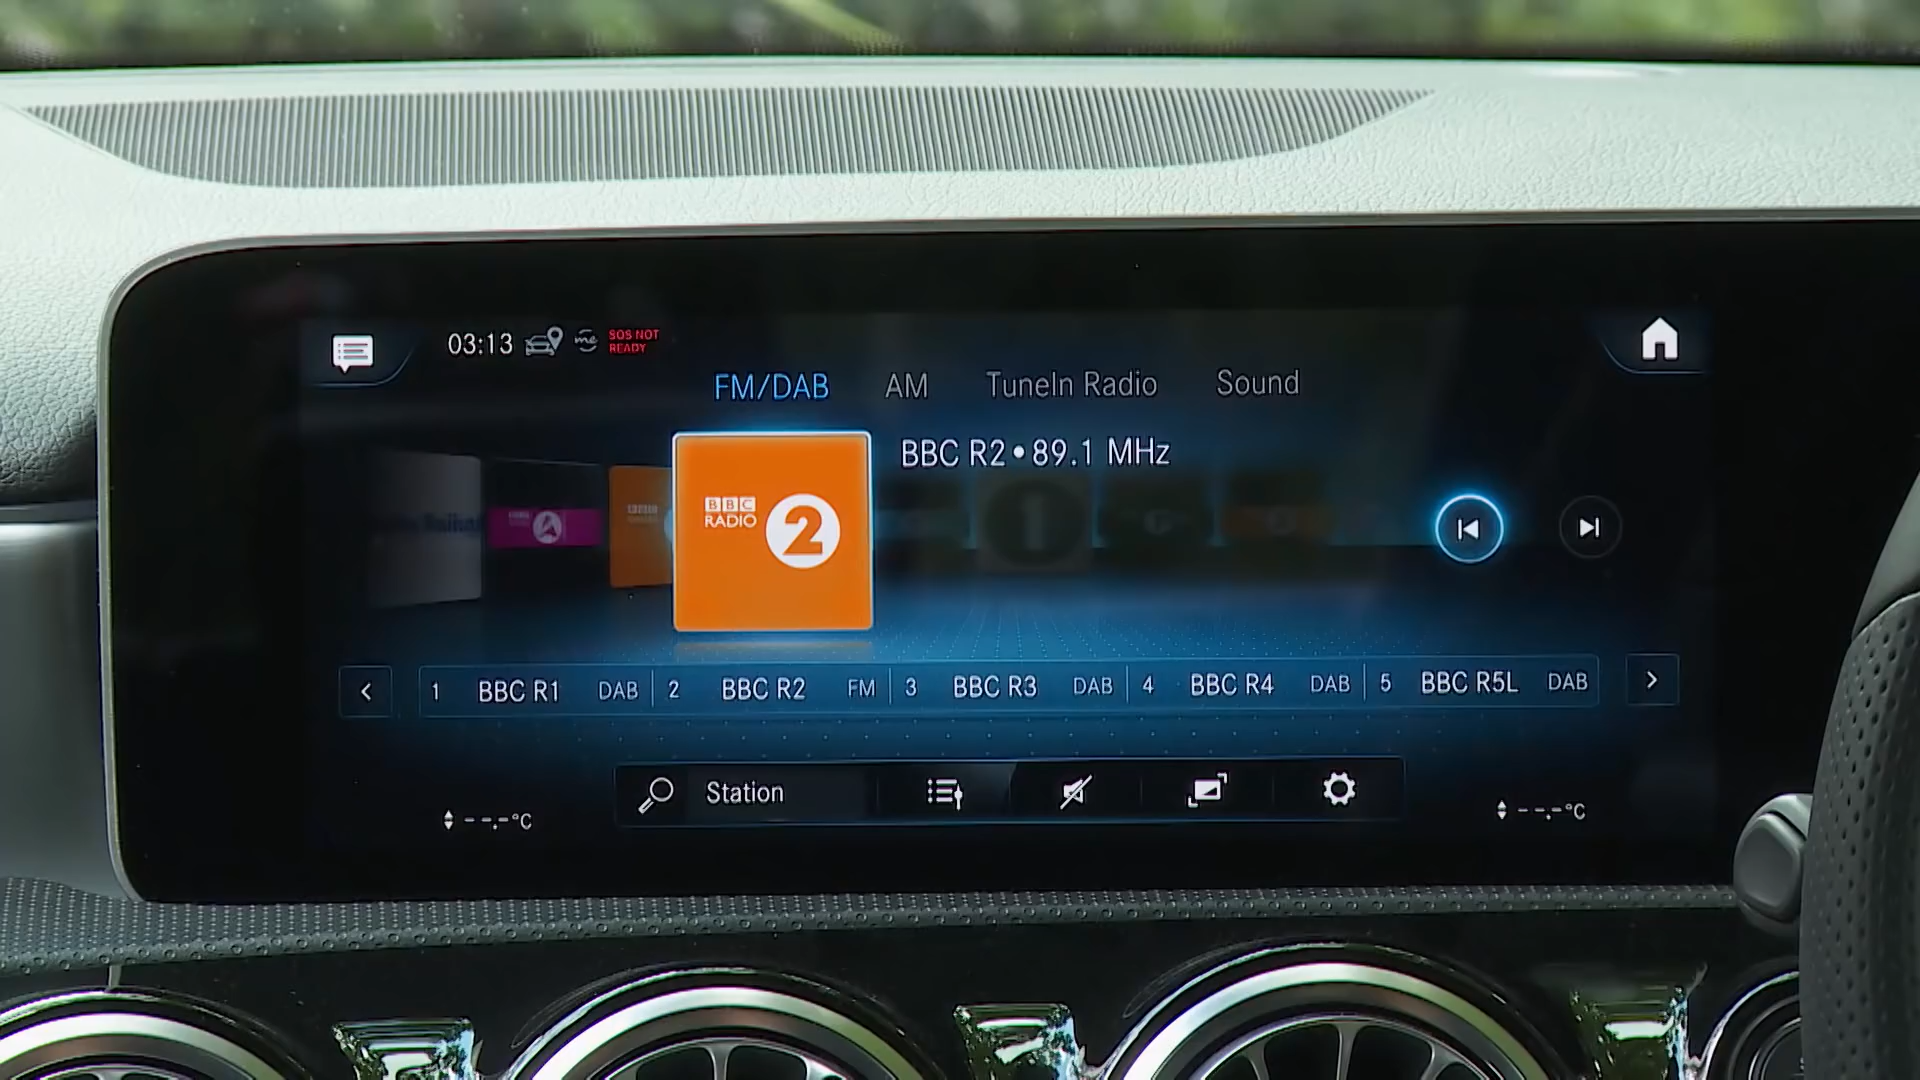 03:13 me SOS NOT
READY
FM/DAB AM TuneIn Radio Sound
BBC R2 • 89.1 MHz
BBC
RADIO 2
1 BBC R1 DAB 2 BBC R2 FM 3 BBC R3 DAB 4 BBC R4 DAB 5 BBC R5L DAB
Station
--.-°C
--.-°C